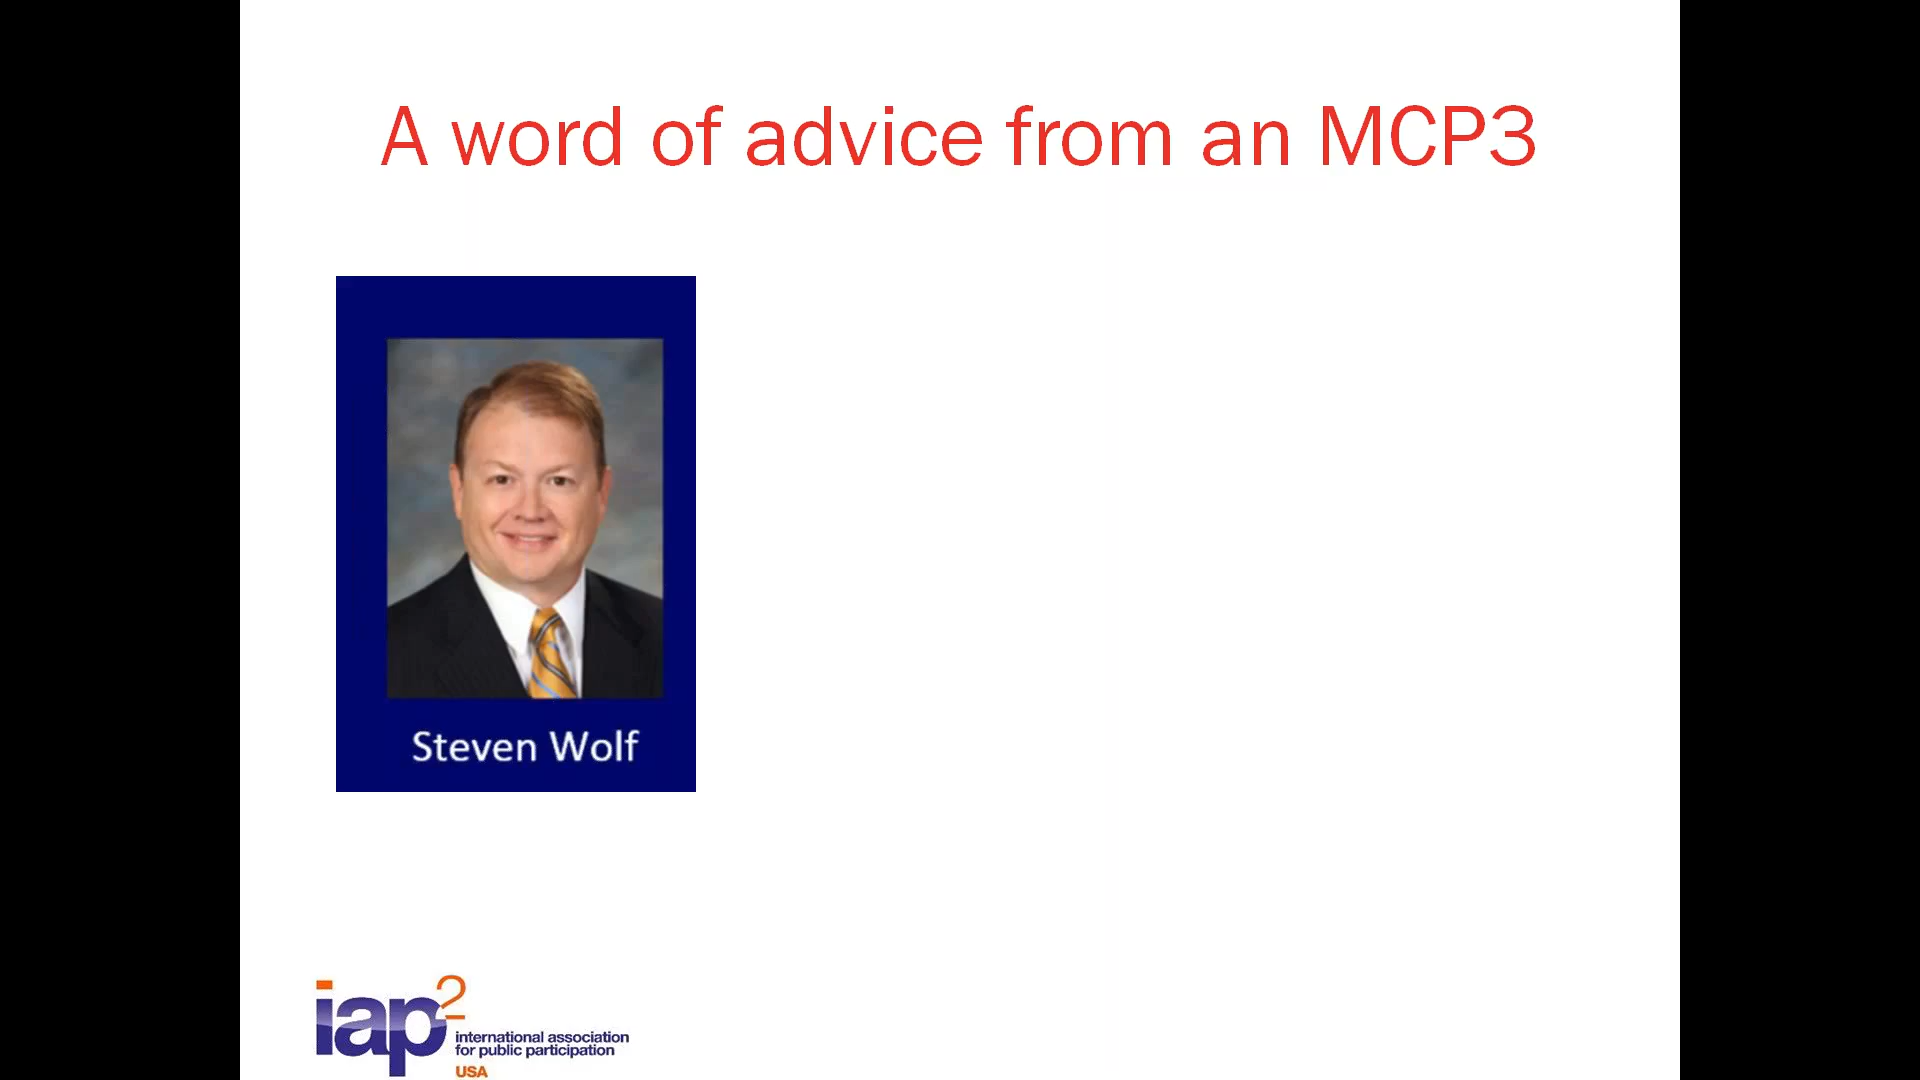 A word of advice from an MCP3
Steven Wolf
iap2
international association
for public participation
USA